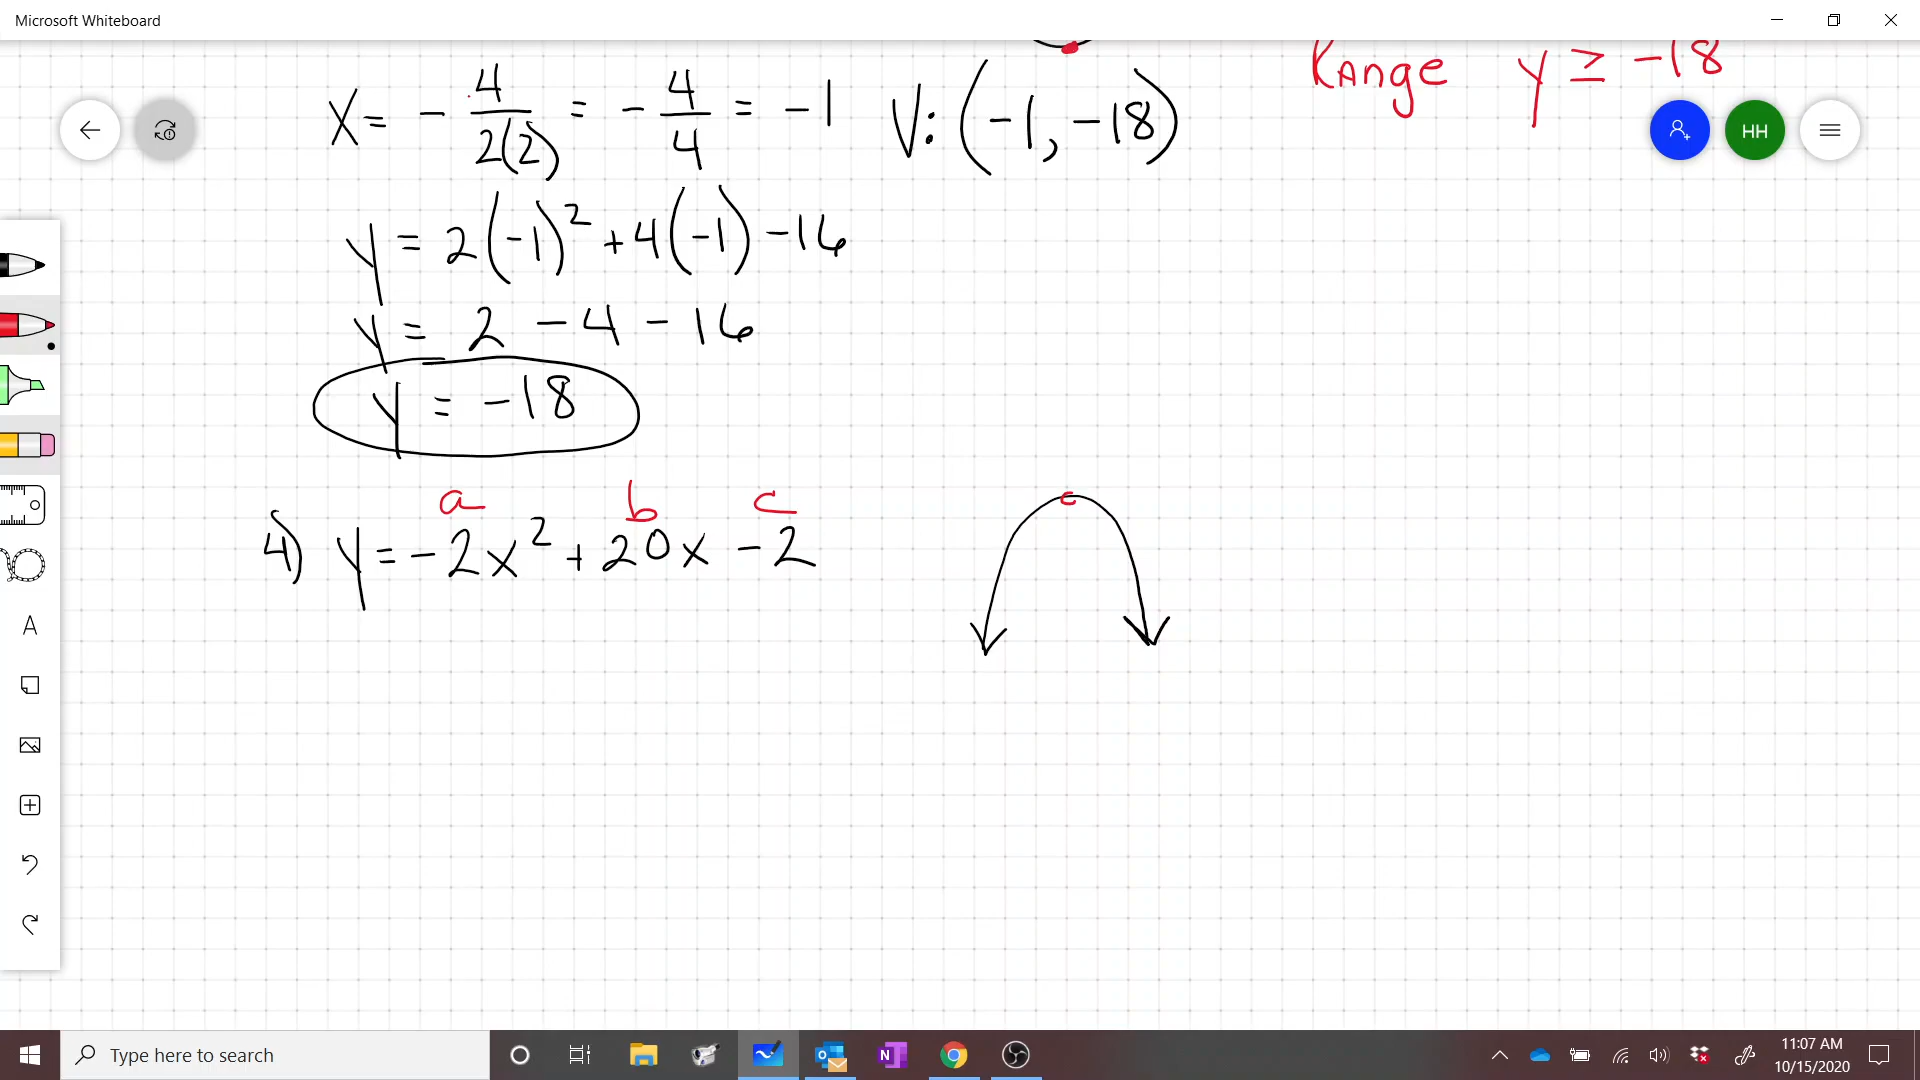 Microsoft Whiteboard
Range y ≥ -18
x = - 4/2(2) = - 4/4 = -1 V: (-1, -18)
HH
y = 2(-1)² + 4(-1) - 16
y = 2 - 4 - 16
y = -18
a b c
4) y = -2x² + 20x - 2
Type here to search
11:07 AM
10/15/2020